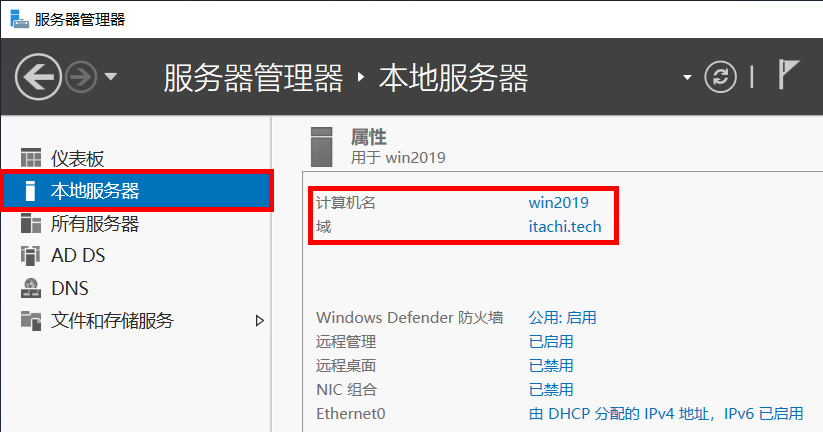 服务器管理器
服务器管理器 本地服务器
仪表板
本地服务器
所有服务器
AD DS
DNS
文件和存储服务
属性
用于 win2019
计算机名 win2019
域 itachi.tech
Windows Defender 防火墙 公用: 启用
远程管理 已启用
远程桌面 已禁用
NIC 组合 已禁用
Ethernet0 由 DHCP 分配的 IPv4 地址，IPv6 已启用